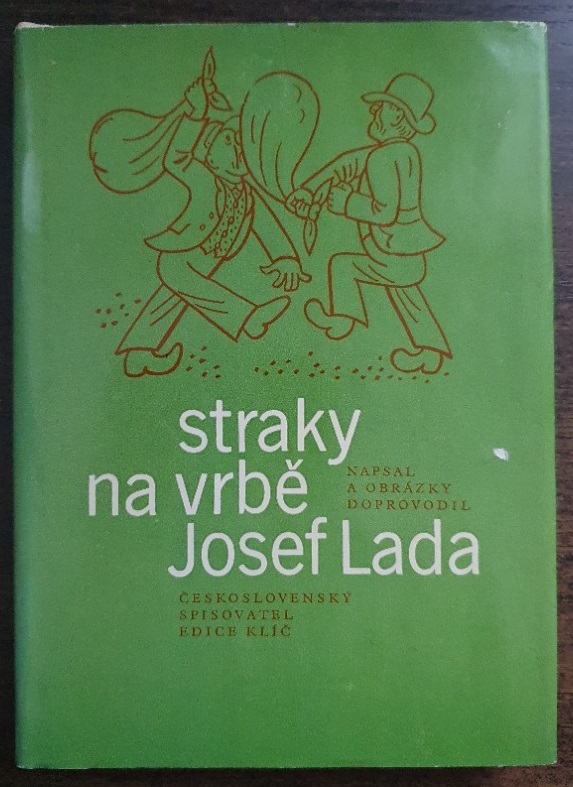 straky
na vrbě
NAPSAL
A OBRÁZKY
DOPROVODIL
Josef Lada
ČESKOSLOVENSKÝ
SPISOVATEL
EDICE KLÍČ